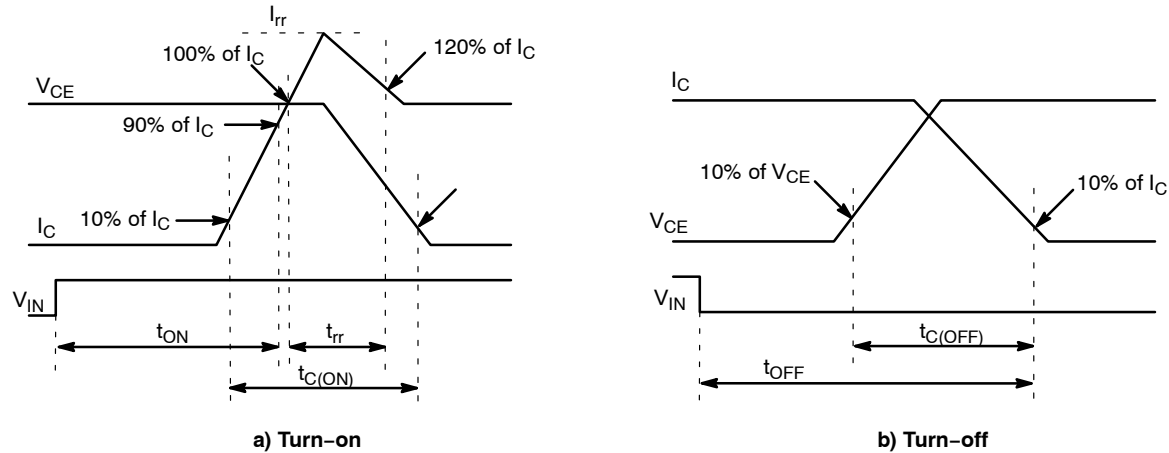 Irr
100% of IC
120% of IC
VCE
90% of IC
10% of IC
IC
VIN
tON
trr
tC(ON)
a) Turn−on
IC
10% of VCE
10% of IC
VCE
VIN
tC(OFF)
tOFF
b) Turn−off